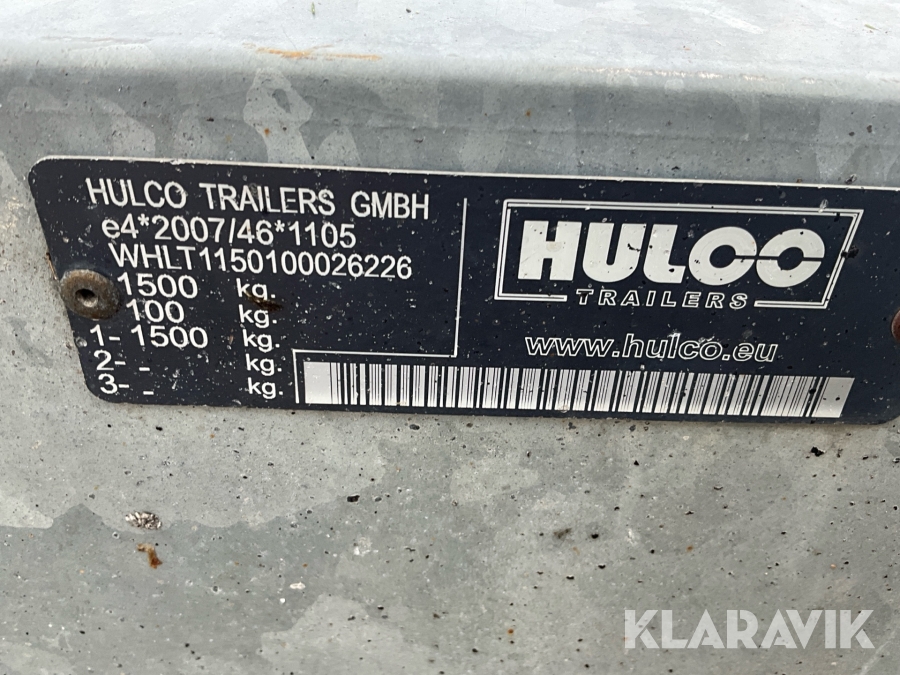 HULCO TRAILERS GMBH
e4*2007/46*1105
WHLT1150100026226
1500 kg.
100 kg.
1- 1500 kg.
2- - kg.
3- - kg.
HULCO
TRAILERS
www.hulco.eu
KLARAVIK